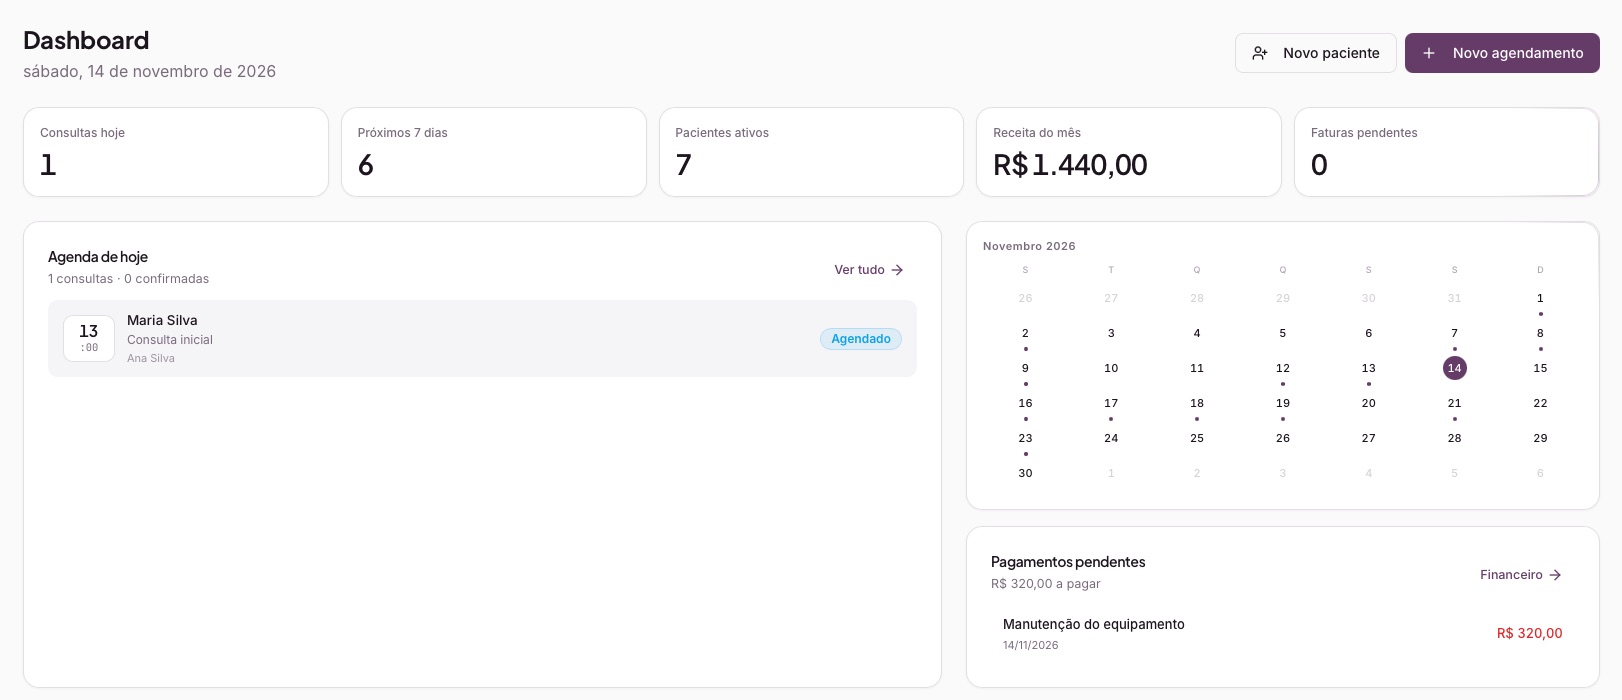 Dashboard
sábado, 14 de novembro de 2026
Novo paciente
Novo agendamento
Consultas hoje
1
Próximos 7 dias
6
Pacientes ativos
7
Receita do mês
R$ 1.440,00
Faturas pendentes
0
Agenda de hoje
1 consultas · 0 confirmadas
Ver tudo →
13
:00
Maria Silva
Consulta inicial
Ana Silva
Agendado
Novembro 2026
S T Q Q S S D
26 27 28 29 30 31 1
2 3 4 5 6 7 8
9 10 11 12 13 14 15
16 17 18 19 20 21 22
23 24 25 26 27 28 29
30 1 2 3 4 5 6
Pagamentos pendentes
R$ 320,00 a pagar
Financeiro →
Manutenção do equipamento
14/11/2026
R$ 320,00